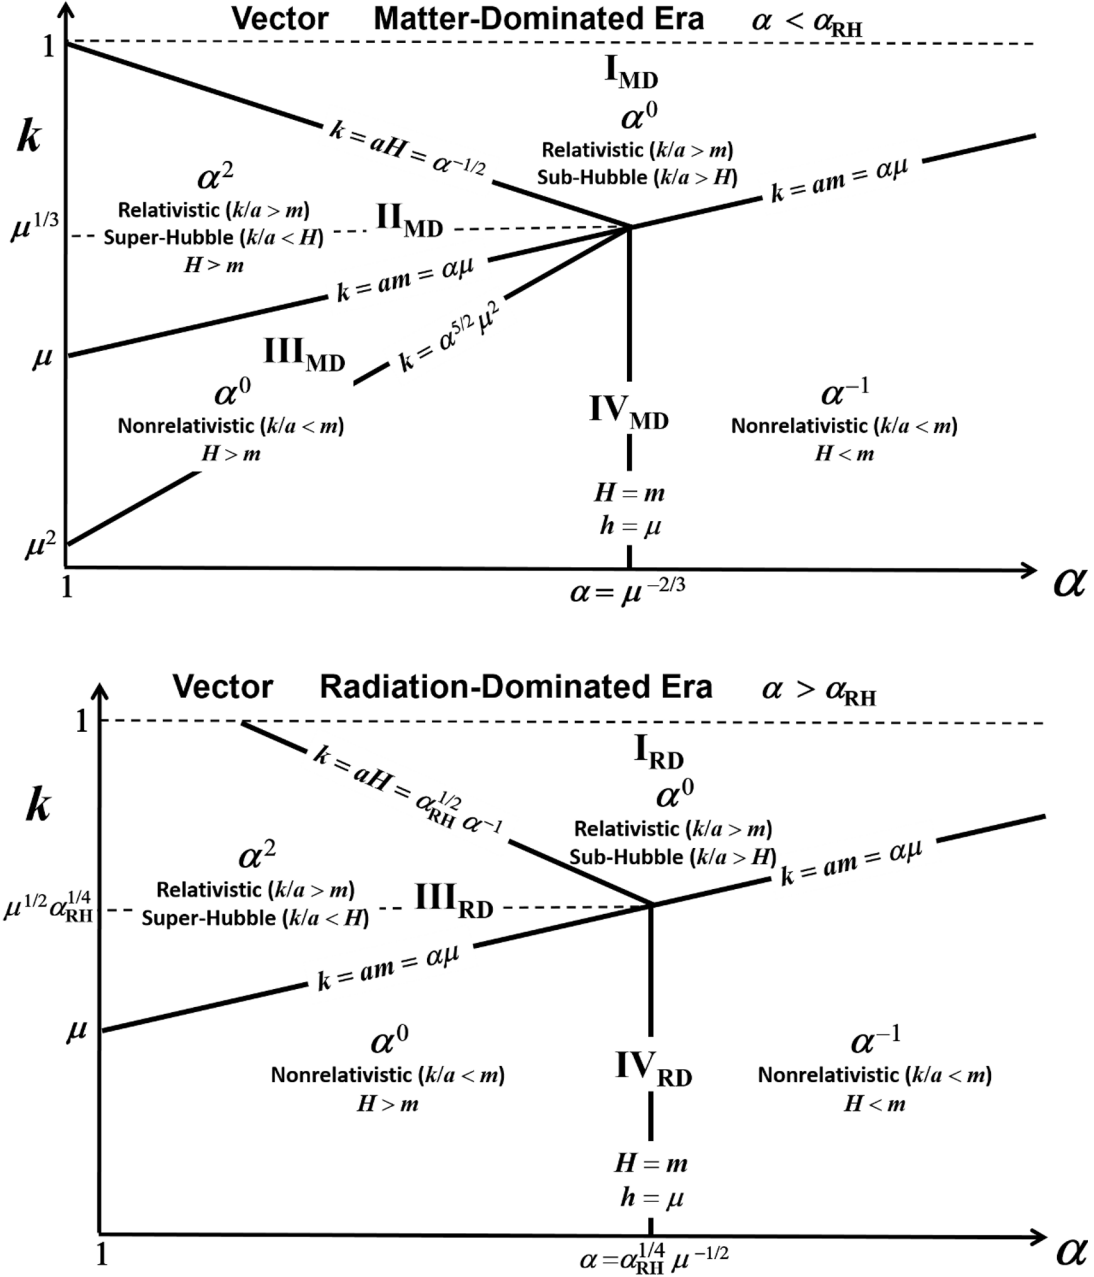 Vector Matter-Dominated Era α < α_RH
1
I_MD
α^0
Relativistic (k/a > m)
Sub-Hubble (k/a > H)
k
k = aH = α^{−1/2}
k = am = αμ
α^2
Relativistic (k/a > m)
μ^{1/3}
Super-Hubble (k/a < H)
II_MD
H > m
k = am = αμ
k = α^{5/2} μ^2
μ
III_MD
α^0
Nonrelativistic (k/a < m)
H > m
IV_MD
α^{−1}
Nonrelativistic (k/a < m)
H < m
H = m
h = μ
μ^2
1
α = μ^{−2/3}
α
Vector Radiation-Dominated Era α > α_RH
1
I_RD
α^0
Relativistic (k/a > m)
Sub-Hubble (k/a > H)
k
k = aH = α_RH^{1/2} α^{−1}
k = am = αμ
α^2
Relativistic (k/a > m)
μ^{1/2} α_RH^{1/4}
Super-Hubble (k/a < H)
III_RD
k = am = αμ
μ
α^0
Nonrelativistic (k/a < m)
H > m
IV_RD
α^{−1}
Nonrelativistic (k/a < m)
H < m
H = m
h = μ
1
α = α_RH^{1/4} μ^{−1/2}
α